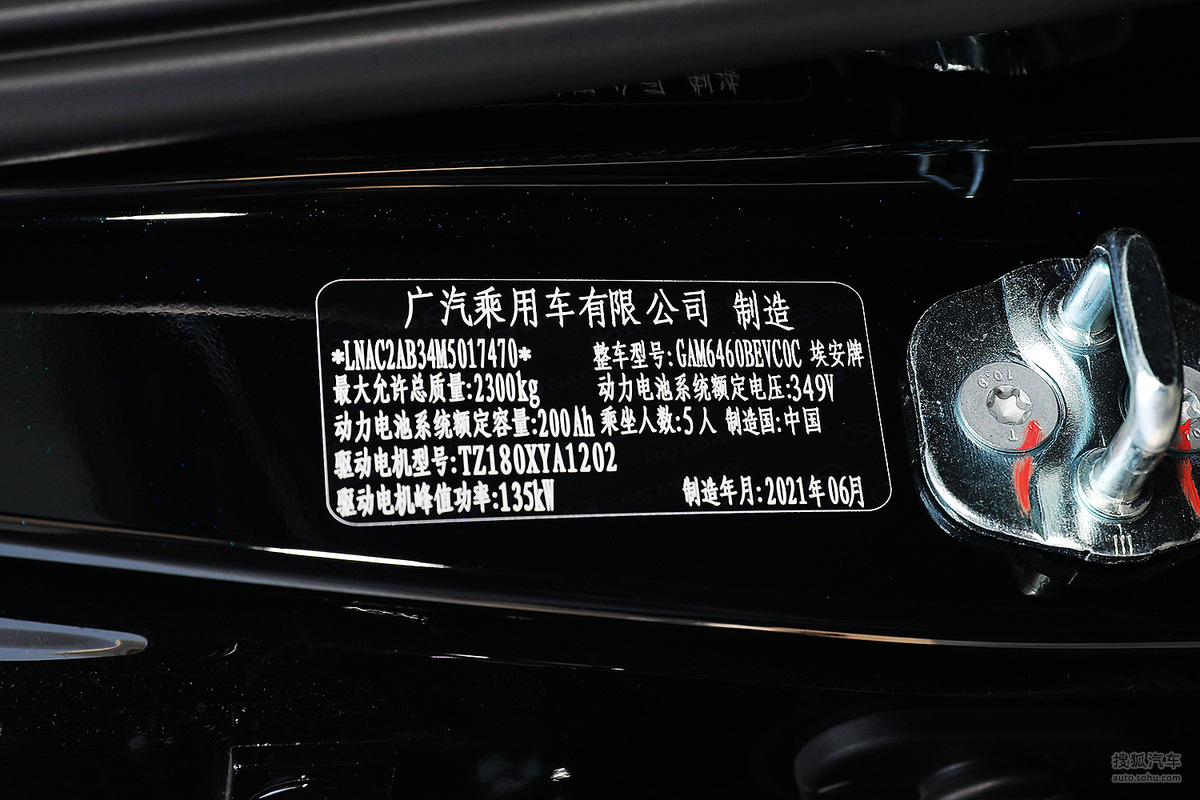 广汽乘用车有限公司 制造
*LNAC2AB34M5017470* 整车型号:GAM6460BEVC0C 埃安牌
最大允许总质量:2300kg 动力电池系统额定电压:349V
动力电池系统额定容量:200Ah 乘坐人数:5人 制造国:中国
驱动电机型号:TZ180XYA1202
驱动电机峰值功率:135kW 制造年月:2021年06月
10.9
T
搜狐汽车
auto.sohu.com